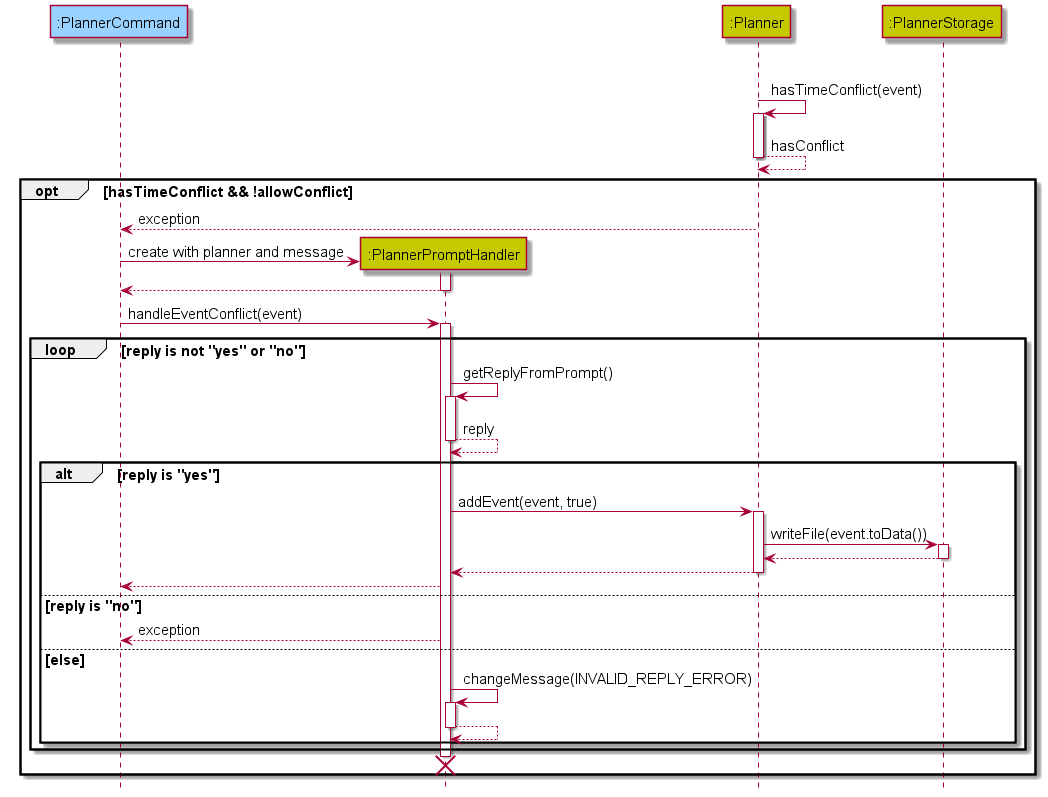 :PlannerCommand
:Planner
:PlannerStorage
hasTimeConflict(event)
hasConflict
opt
[hasTimeConflict && !allowConflict]
exception
create with planner and message
:PlannerPromptHandler
handleEventConflict(event)
loop
[reply is not "yes" or "no"]
getReplyFromPrompt()
reply
alt
[reply is "yes"]
addEvent(event, true)
writeFile(event.toData())
[reply is "no"]
exception
[else]
changeMessage(INVALID_REPLY_ERROR)